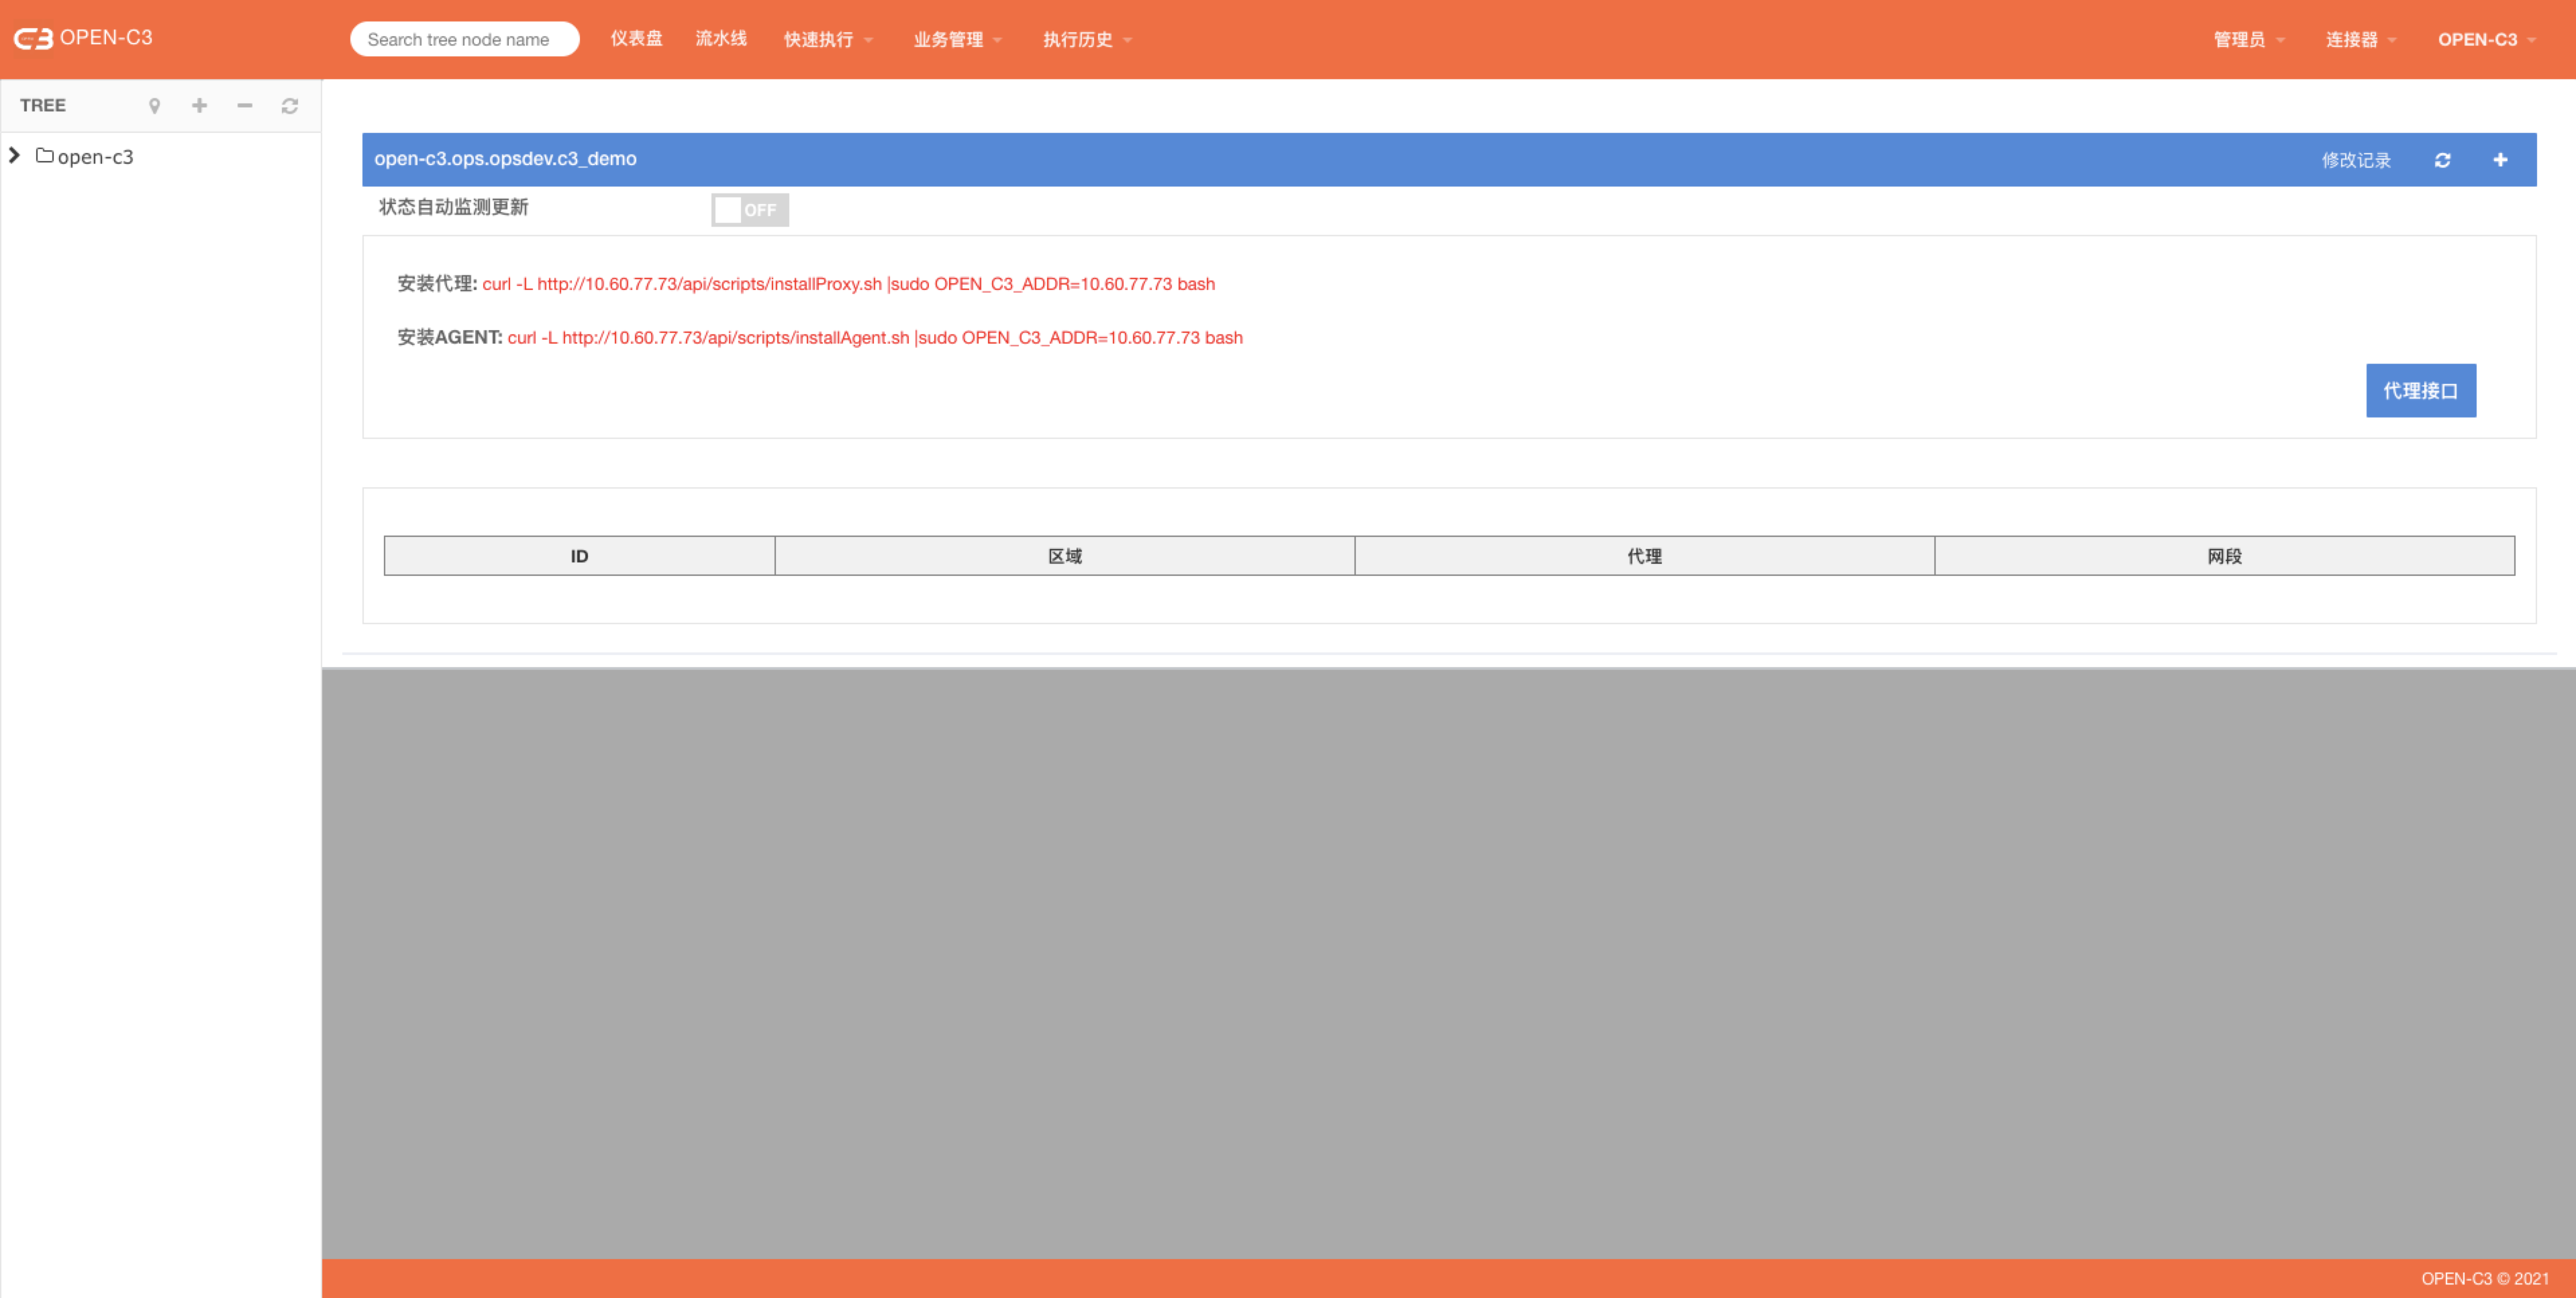 OPEN-C3
Search tree node name
仪表盘 流水线 快速执行 业务管理 执行历史
管理员 连接器 OPEN-C3
TREE
open-c3
open-c3.ops.opsdev.c3_demo
修改记录
状态自动监测更新
OFF
安装代理: curl -L http://10.60.77.73/api/scripts/installProxy.sh |sudo OPEN_C3_ADDR=10.60.77.73 bash
安装AGENT: curl -L http://10.60.77.73/api/scripts/installAgent.sh |sudo OPEN_C3_ADDR=10.60.77.73 bash
代理接口
ID 区域 代理 网段
OPEN-C3 © 2021